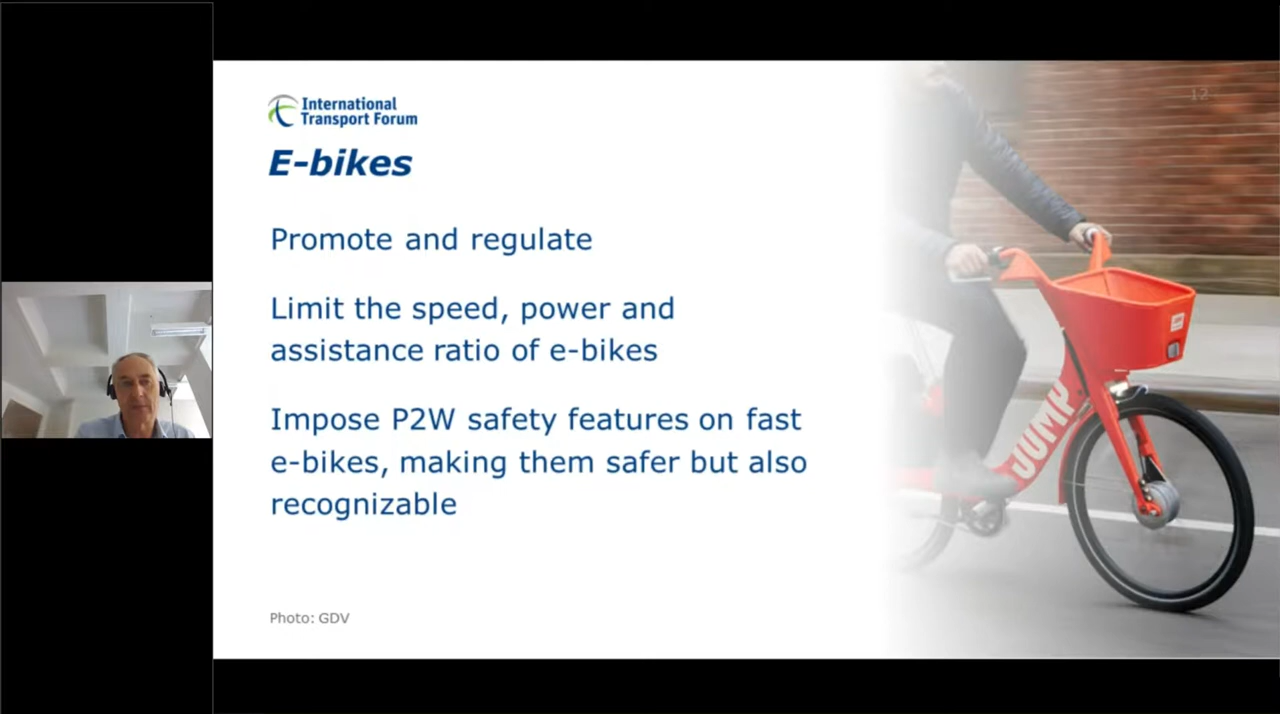 International
Transport Forum
12
E-bikes
Promote and regulate
Limit the speed, power and
assistance ratio of e-bikes
Impose P2W safety features on fast
e-bikes, making them safer but also
recognizable
Photo: GDV
JUMP